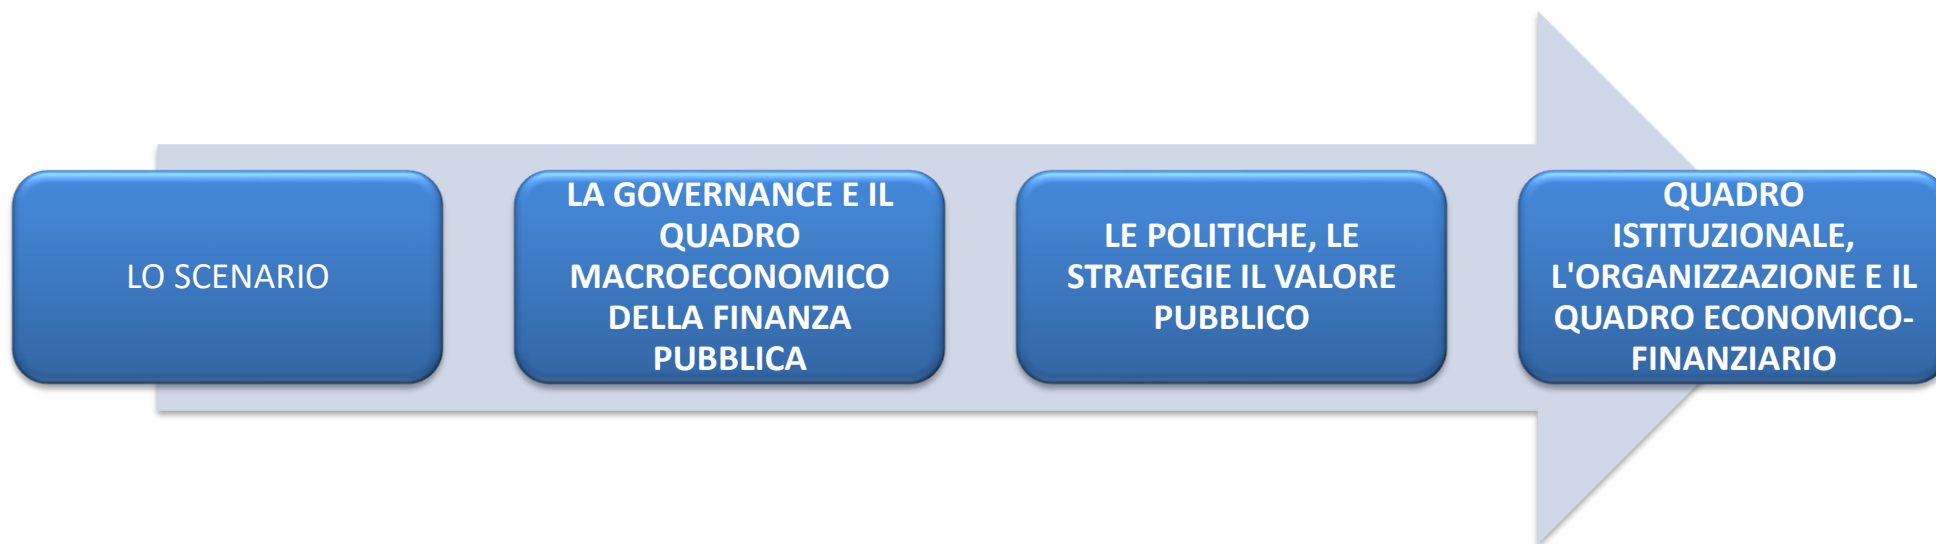 LO SCENARIO
LA GOVERNANCE E IL
QUADRO
MACROECONOMICO
DELLA FINANZA
PUBBLICA
LE POLITICHE, LE
STRATEGIE IL VALORE
PUBBLICO
QUADRO
ISTITUZIONALE,
L'ORGANIZZAZIONE E IL
QUADRO ECONOMICO-
FINANZIARIO